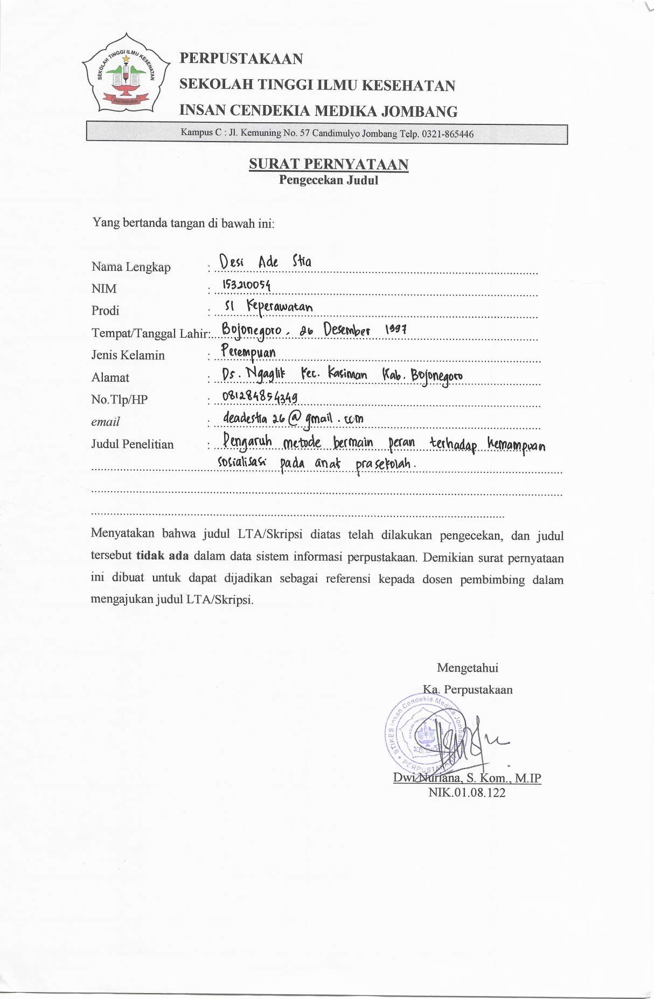 SEKOLAH TINGGI ILMU KESEHATAN
PERPUSTAKAAN
SEKOLAH TINGGI ILMU KESEHATAN
INSAN CENDEKIA MEDIKA JOMBANG
Kampus C : Jl. Kemuning No. 57 Candimulyo Jombang Telp. 0321-865446
SURAT PERNYATAAN
Pengecekan Judul
Yang bertanda tangan di bawah ini:
Nama Lengkap : Desi Ade Stia
NIM : 153210054
Prodi : S1 Keperawatan
Tempat/Tanggal Lahir: Bojonegoro, 26 Desember 1997
Jenis Kelamin : Perempuan
Alamat : Ds. Ngaglik Kec. Kasiman Kab. Bojonegoro
No.Tlp/HP : 081284854349
email : deadestia26@gmail.com
Judul Penelitian : Pengaruh metode bermain peran terhadap kemampuan
sosialisasi pada anak prasekolah.
Menyatakan bahwa judul LTA/Skripsi diatas telah dilakukan pengecekan, dan judul
tersebut tidak ada dalam data sistem informasi perpustakaan. Demikian surat pernyataan
ini dibuat untuk dapat dijadikan sebagai referensi kepada dosen pembimbing dalam
mengajukan judul LTA/Skripsi.
Mengetahui
Ka. Perpustakaan
STIKES Insan Cendekia Medika Jombang
PERPUSTAKAAN
Dwi Nuriana, S. Kom., M.IP
NIK.01.08.122